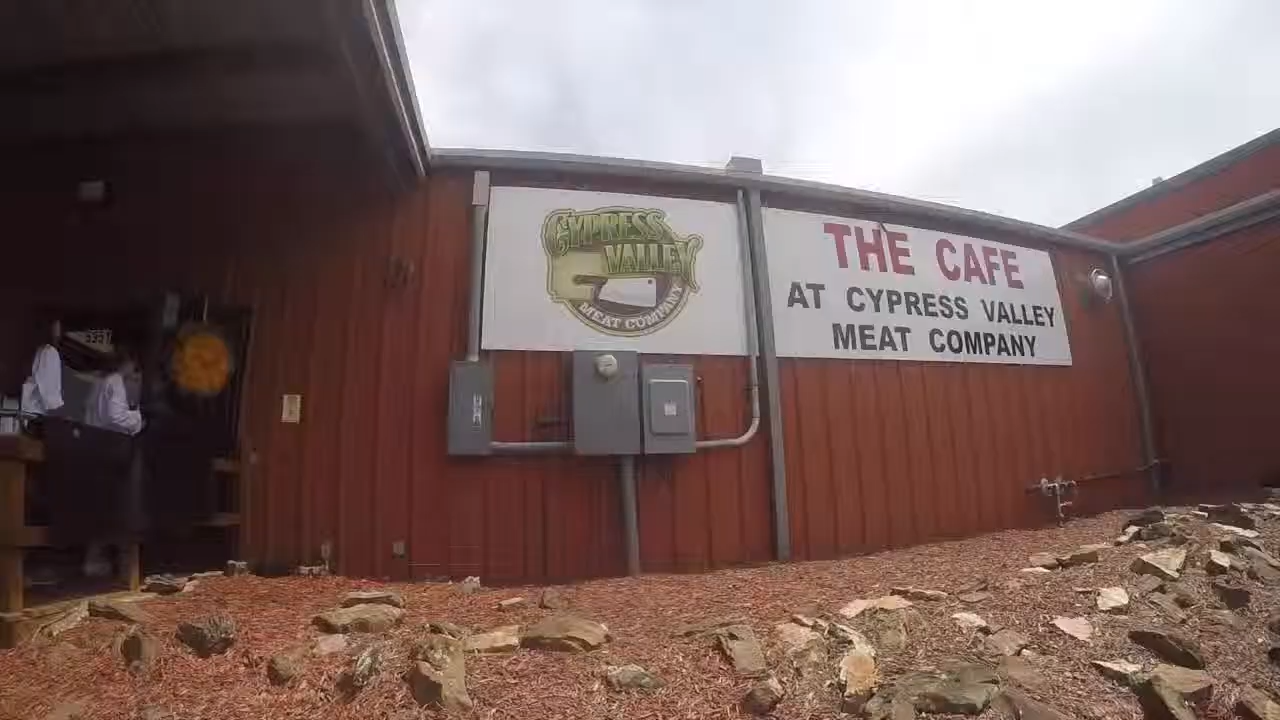 CYPRESS
VALLEY
MEAT COMPANY
THE CAFE
AT CYPRESS VALLEY
MEAT COMPANY